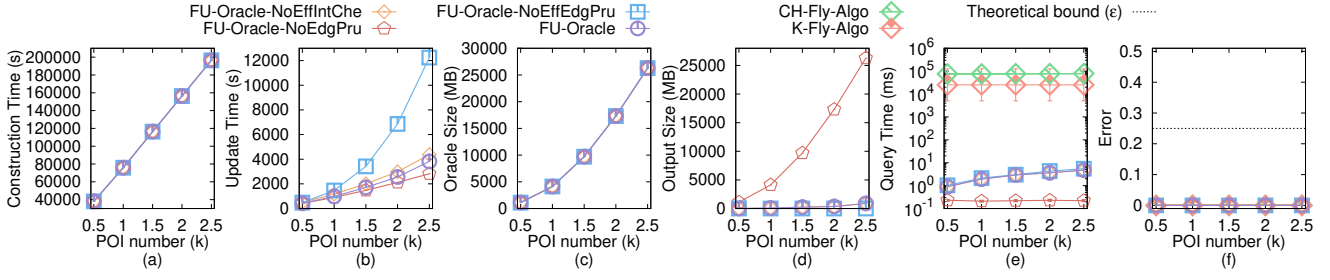 FU-Oracle-NoEffIntChe
FU-Oracle-NoEdgPru
FU-Oracle-NoEffEdgPru
FU-Oracle
CH-Fly-Algo
K-Fly-Algo
Theoretical bound (ε)
Construction Time (s)
200000
180000
160000
140000
120000
100000
80000
60000
40000
0.5 1 1.5 2 2.5
POI number (k)
(a)
Update Time (s)
12000
10000
8000
6000
4000
2000
0.5 1 1.5 2 2.5
POI number (k)
(b)
Oracle Size (MB)
30000
25000
20000
15000
10000
5000
0
0.5 1 1.5 2 2.5
POI number (k)
(c)
Output Size (MB)
25000
20000
15000
10000
5000
0
0.5 1 1.5 2 2.5
POI number (k)
(d)
Query Time (ms)
10^6
10^5
10^4
10^3
10^2
10^1
10^0
10^-1
0.5 1 1.5 2 2.5
POI number (k)
(e)
Error
0.5
0.4
0.3
0.2
0.1
0
0.5 1 1.5 2 2.5
POI number (k)
(f)